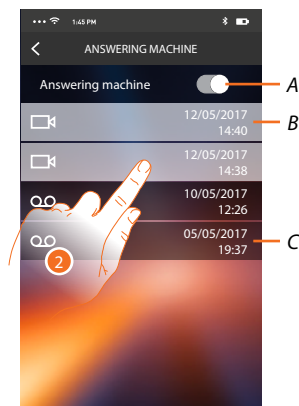 1:45 PM
ANSWERING MACHINE
Answering machine
A
12/05/2017
14:40
B
12/05/2017
14:38
10/05/2017
12:26
05/05/2017
19:37
C
2